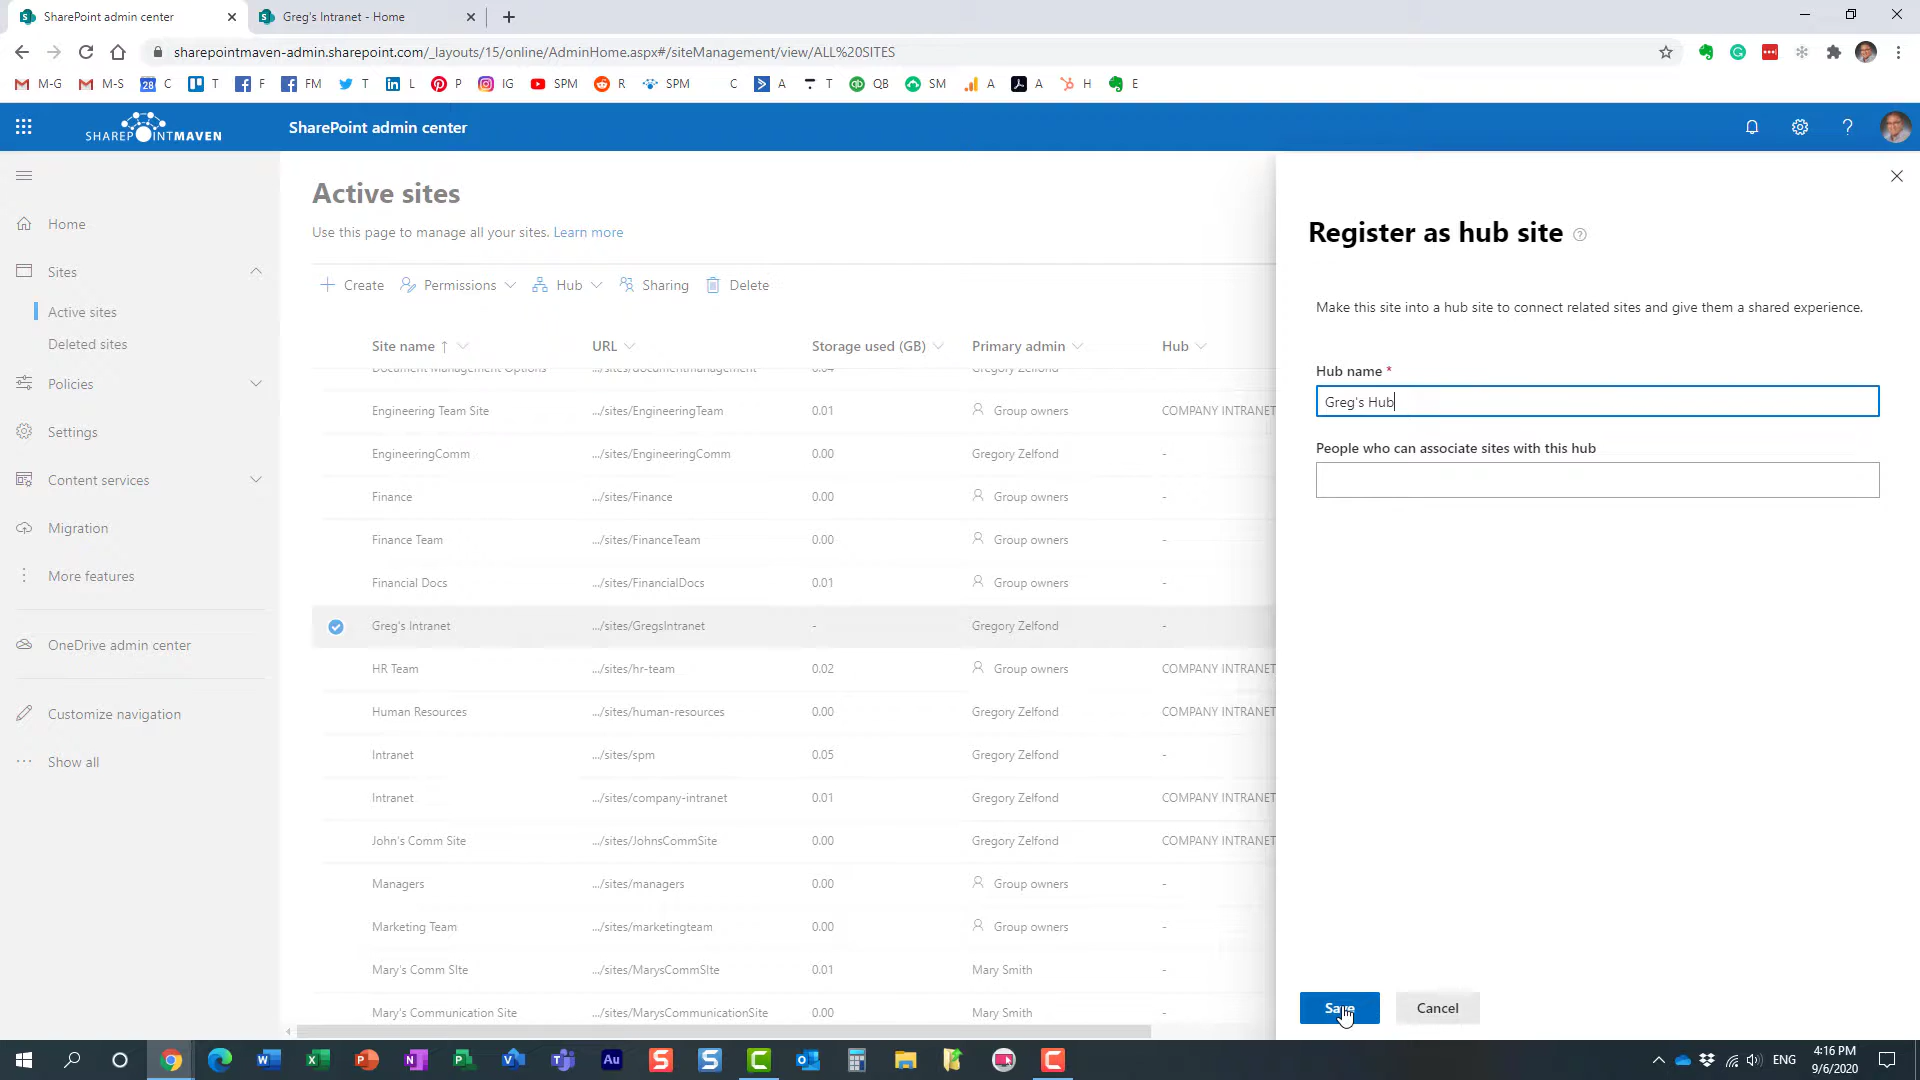 SharePoint admin center
Greg's Intranet - Home
sharepointmaven-admin.sharepoint.com/_layouts/15/online/AdminHome.aspx#/siteManagement/view/ALL%20SITES
M-G M-S 28 C T F FM T L P IG SPM R SPM C A T QB SM A A H E
SHAREPOINTMAVEN
SharePoint admin center
Home
Sites
Active sites
Deleted sites
Policies
Settings
Content services
Migration
More features
OneDrive admin center
Customize navigation
Show all
Active sites
Use this page to manage all your sites. Learn more
Create Permissions Hub Sharing Delete
Site name ↑ URL Storage used (GB) Primary admin Hub
Document Management Options .../sites/documentmanagement 0.04 Gregory Zelfond
Engineering Team Site .../sites/EngineeringTeam 0.01 Group owners COMPANY INTRANET
EngineeringComm .../sites/EngineeringComm 0.00 Gregory Zelfond -
Finance .../sites/Finance 0.00 Group owners -
Finance Team .../sites/FinanceTeam 0.00 Group owners -
Financial Docs .../sites/FinancialDocs 0.01 Group owners -
Greg's Intranet .../sites/GregsIntranet - Gregory Zelfond -
HR Team .../sites/hr-team 0.02 Group owners COMPANY INTRANET
Human Resources .../sites/human-resources 0.00 Gregory Zelfond COMPANY INTRANET
Intranet .../sites/spm 0.05 Gregory Zelfond -
Intranet .../sites/company-intranet 0.01 Gregory Zelfond COMPANY INTRANET
John's Comm Site .../sites/JohnsCommSite 0.00 Gregory Zelfond COMPANY INTRANET
Managers .../sites/managers 0.00 Group owners -
Marketing Team .../sites/marketingteam 0.00 Group owners -
Mary's Comm SIte .../sites/MarysCommSIte 0.01 Mary Smith -
Mary's Communication Site .../sites/MarysCommunicationSite 0.00 Mary Smith -
Register as hub site
Make this site into a hub site to connect related sites and give them a shared experience.
Hub name *
Greg's Hub
People who can associate sites with this hub
Save Cancel
Au
ENG
4:16 PM
9/6/2020